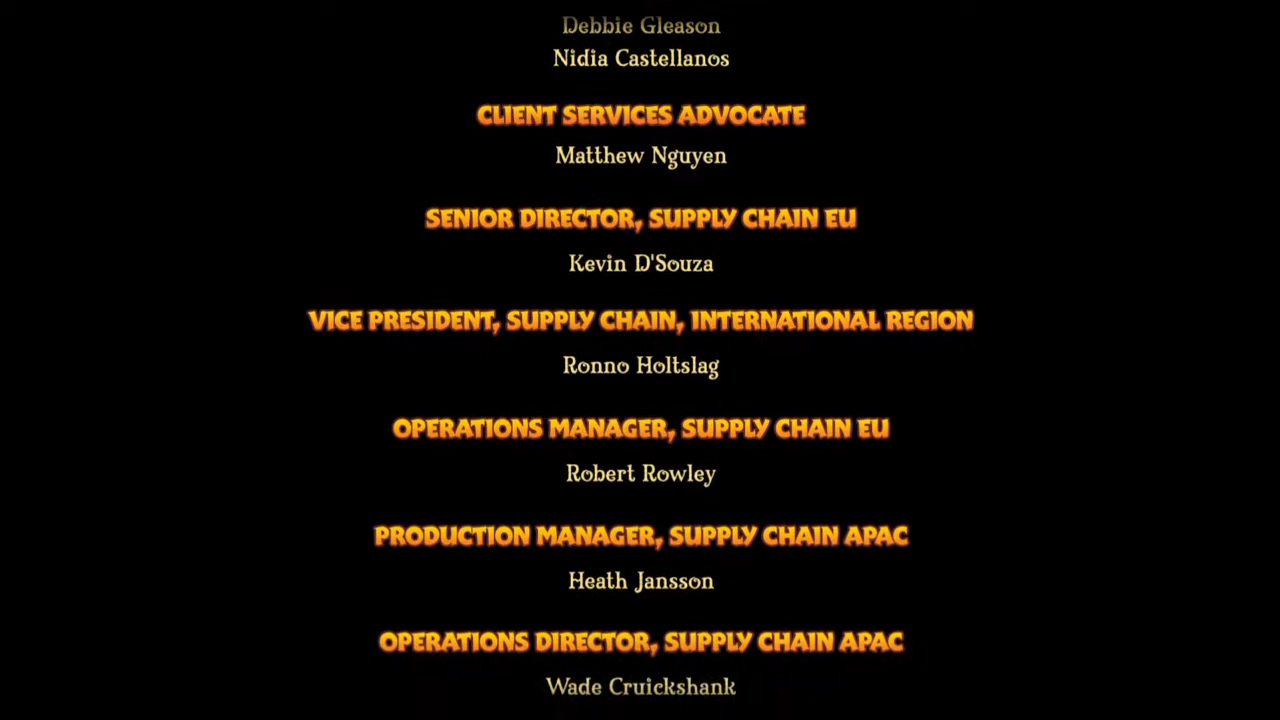 Debbie Gleason
Nidia Castellanos
CLIENT SERVICES ADVOCATE
Matthew Nguyen
SENIOR DIRECTOR, SUPPLY CHAIN EU
Kevin D'Souza
VICE PRESIDENT, SUPPLY CHAIN, INTERNATIONAL REGION
Ronno Holtslag
OPERATIONS MANAGER, SUPPLY CHAIN EU
Robert Rowley
PRODUCTION MANAGER, SUPPLY CHAIN APAC
Heath Jansson
OPERATIONS DIRECTOR, SUPPLY CHAIN APAC
Wade Cruickshank